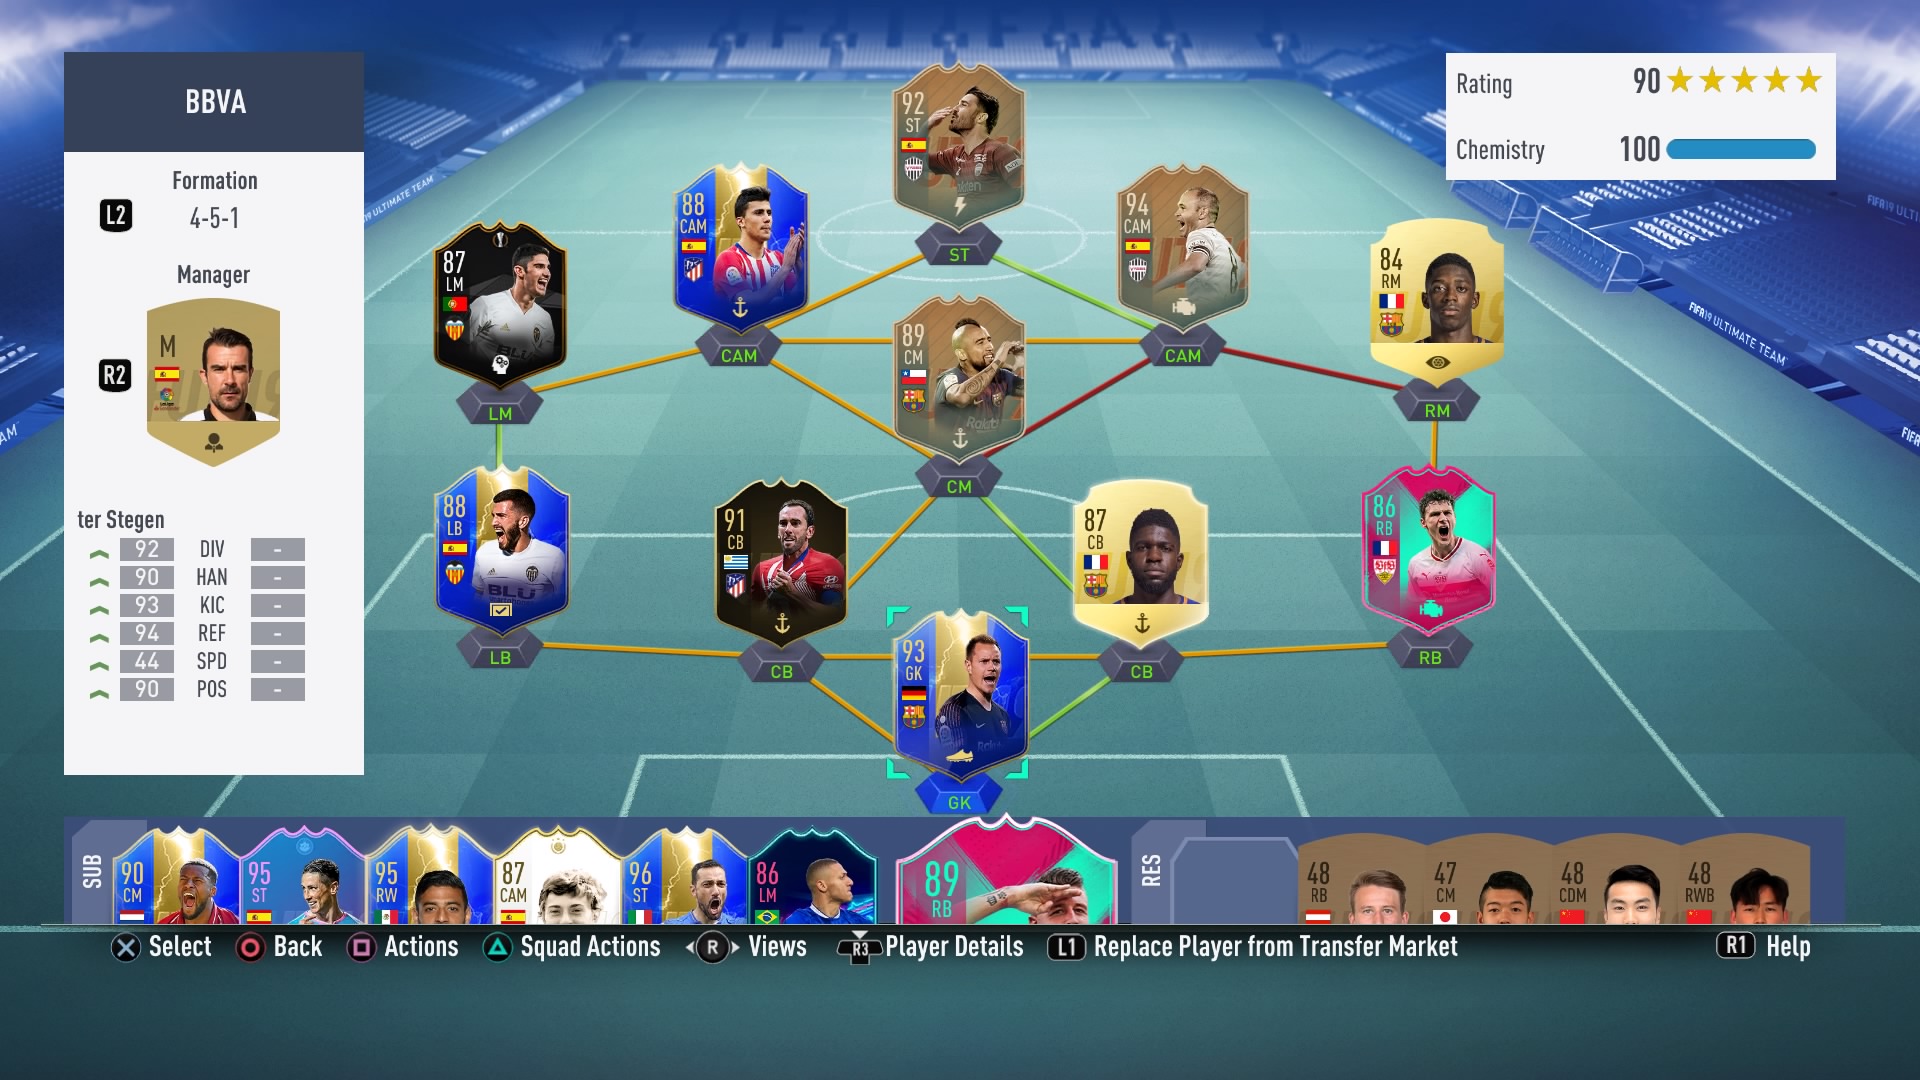 BBVA
Formation
L2
4-5-1
Manager
R2
M
ter Stegen
92 DIV -
90 HAN -
93 KIC -
94 REF -
44 SPD -
90 POS -
Rating 90
Chemistry 100
92
ST
ST
88
CAM
CAM
94
CAM
CAM
87
LM
LM
89
CM
CM
84
RM
RM
88
LB
LB
91
CB
CB
87
CB
CB
86
RB
RB
93
GK
GK
FIFA19 ULTIMATE TEAM
SUB
90
CM
95
ST
95
RW
87
CAM
96
ST
86
LM
89
RB
RES
48
RB
47
CM
48
CDM
48
RWB
Select
Back
Actions
Squad Actions
R Views
R3 Player Details
L1 Replace Player from Transfer Market
R1 Help